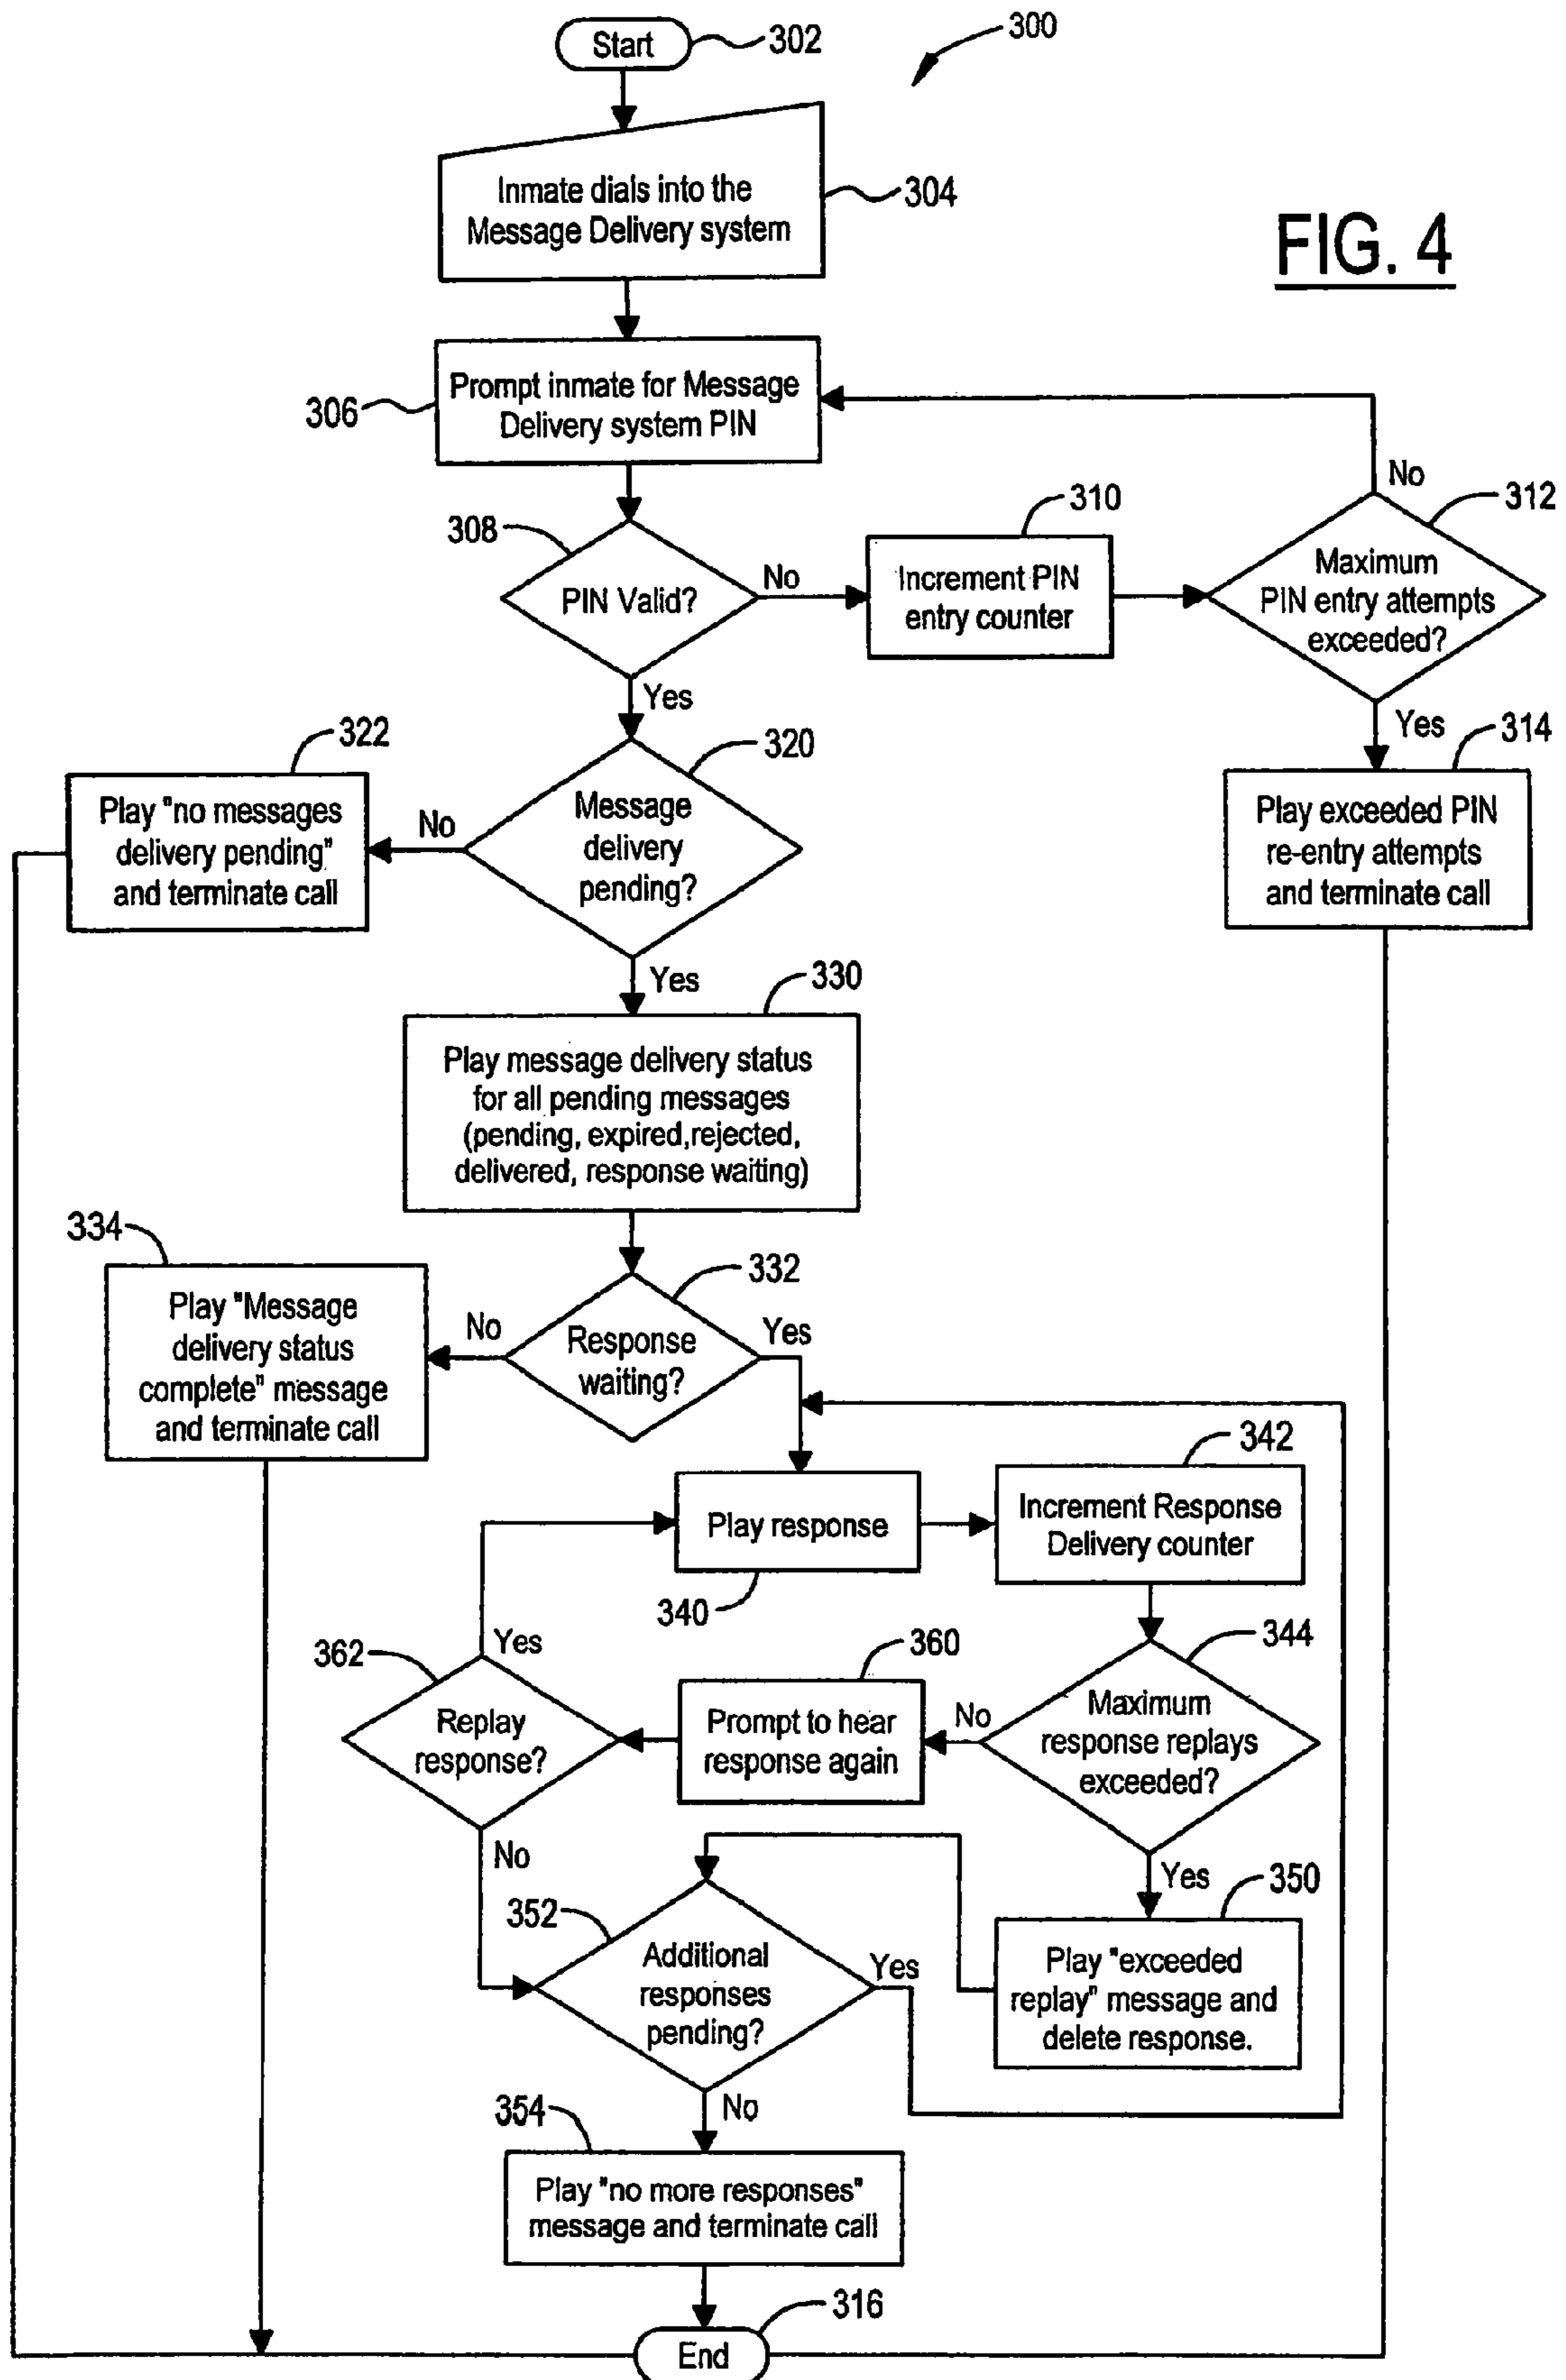 Start
302
300
Inmate dials into the
Message Delivery system
304
FIG. 4
306
Prompt inmate for Message
Delivery system PIN
No
308
PIN Valid?
No
310
Increment PIN
entry counter
312
Maximum
PIN entry attempts
exceeded?
Yes
Yes
314
Play exceeded PIN
re-entry attempts
and terminate call
322
Play "no messages
delivery pending"
and terminate call
No
320
Message
delivery
pending?
Yes
330
Play message delivery status
for all pending messages
(pending, expired,rejected,
delivered, response waiting)
334
Play "Message
delivery status
complete" message
and terminate call
No
332
Response
waiting?
Yes
Play response
340
342
Increment Response
Delivery counter
362
Yes
Replay
response?
360
Prompt to hear
response again
No
344
Maximum
response replays
exceeded?
No
Yes
350
Play "exceeded
replay" message and
delete response.
352
Additional
responses
pending?
Yes
No
354
Play "no more responses"
message and terminate call
316
End